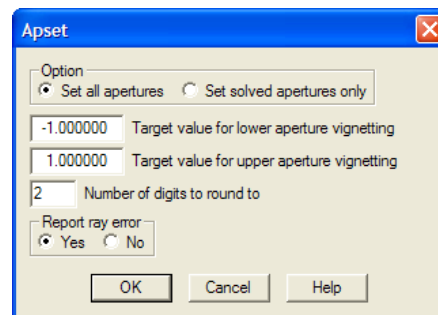 Apset
Option
Set all apertures Set solved apertures only
-1.000000 Target value for lower aperture vignetting
1.000000 Target value for upper aperture vignetting
2 Number of digits to round to
Report ray error
Yes No
OK Cancel Help